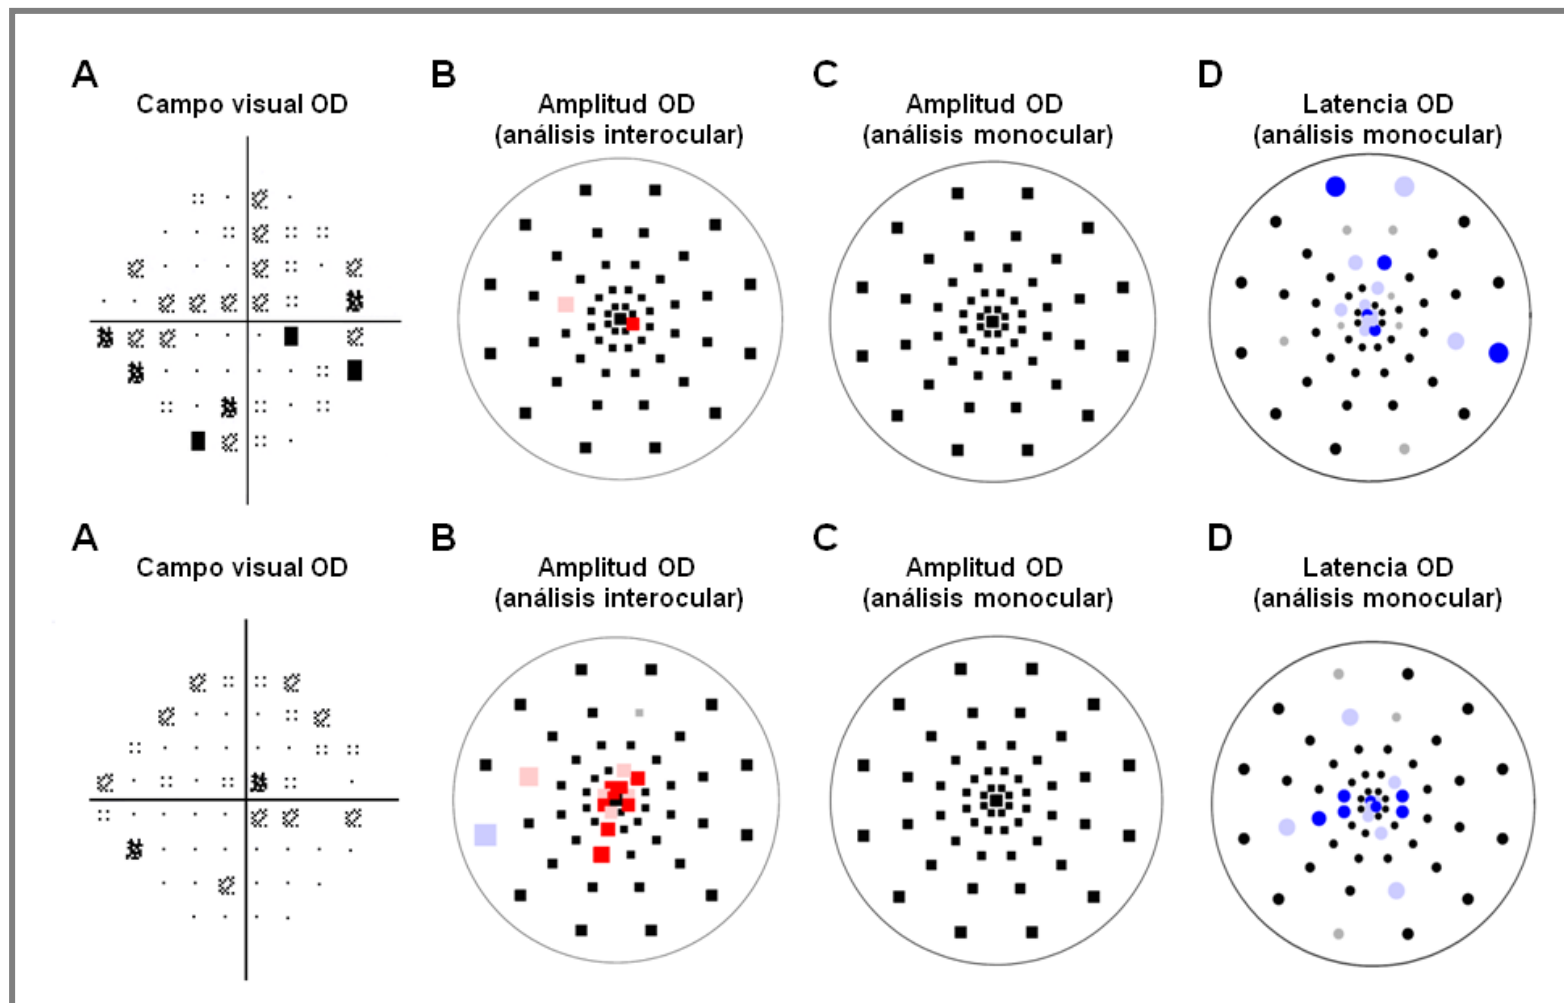 A
Campo visual OD
B
Amplitud OD
(análisis interocular)
C
Amplitud OD
(análisis monocular)
D
Latencia OD
(análisis monocular)
A
Campo visual OD
B
Amplitud OD
(análisis interocular)
C
Amplitud OD
(análisis monocular)
D
Latencia OD
(análisis monocular)